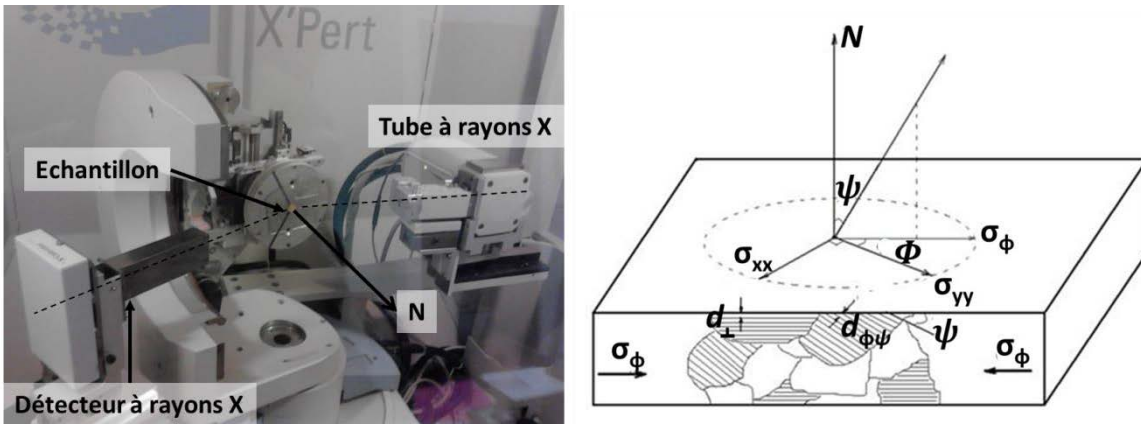 X'Pert
Tube à rayons X
Echantillon
N
Détecteur à rayons X
N
ψ
σϕ
Φ
σxx
σyy
d⊥
dϕψ
ψ
σϕ
σϕ